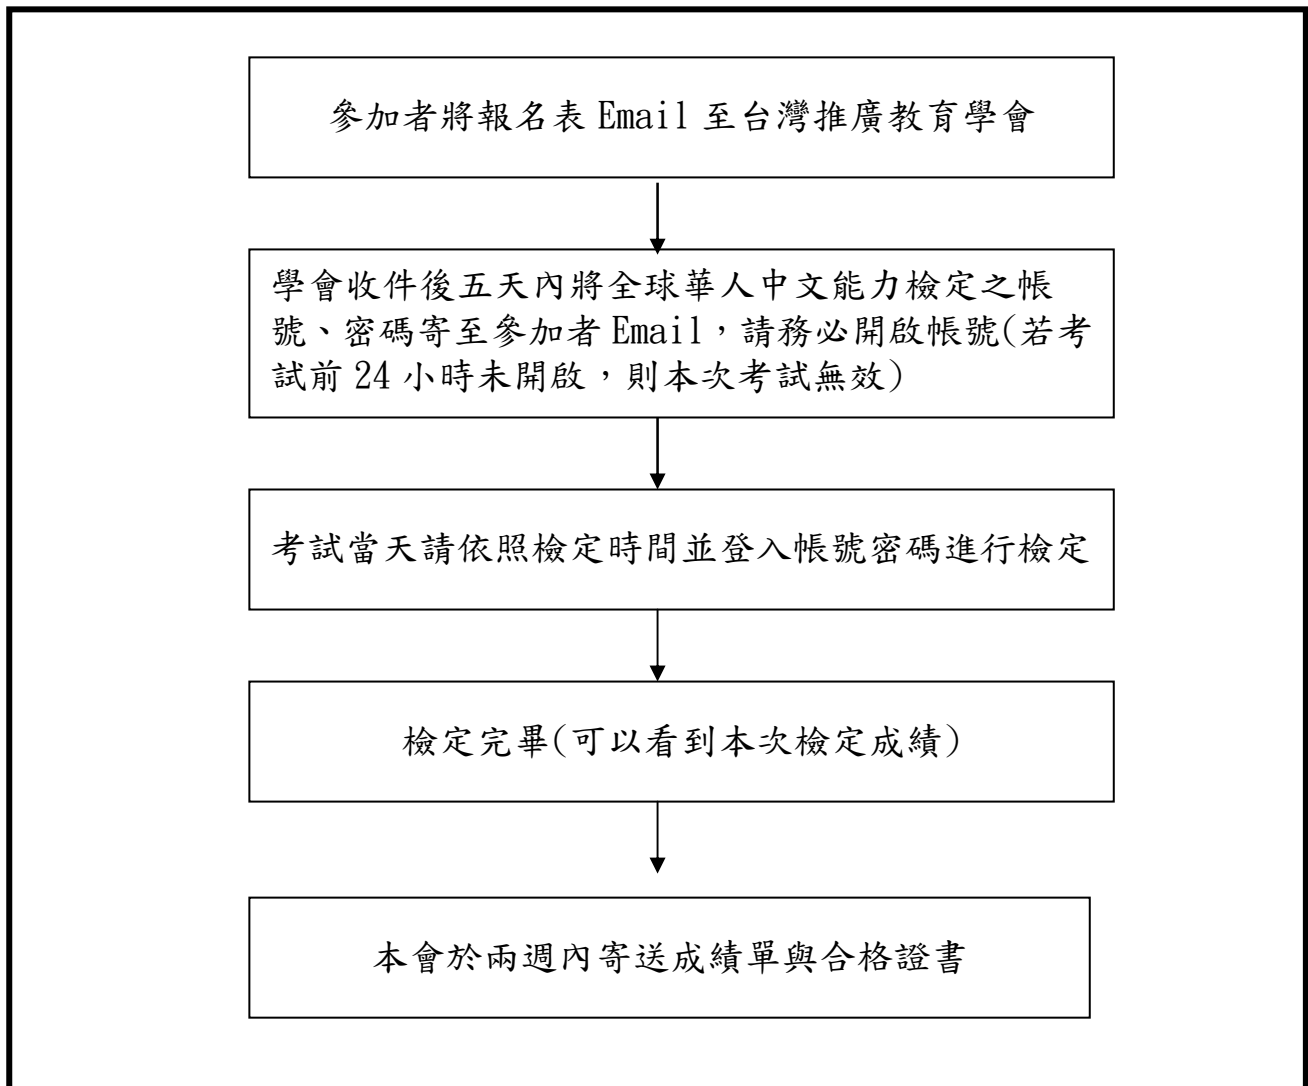 參加者將報名表 Email 至台灣推廣教育學會
學會收件後五天內將全球華人中文能力檢定之帳
號、密碼寄至參加者 Email，請務必開啟帳號(若考
試前 24 小時未開啟，則本次考試無效)
考試當天請依照檢定時間並登入帳號密碼進行檢定
檢定完畢(可以看到本次檢定成績)
本會於兩週內寄送成績單與合格證書